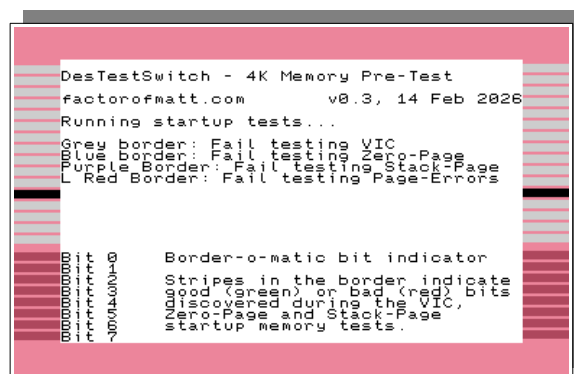 DesTestSwitch - 4K Memory Pre-Test
factorofmatt.com v0.3, 14 Feb 2026
Running startup tests...
Grey border: Fail testing VIC
Blue border: Fail testing Zero-Page
Purple Border: Fail testing Stack-Page
L Red Border: Fail testing Page-Errors
Bit 0 Border-o-matic bit indicator
Bit 1
Bit 2 Stripes in the border indicate
Bit 3 good (green) or bad (red) bits
Bit 4 discovered during the VIC,
Bit 5 Zero-Page and Stack-Page
Bit 6 startup memory tests.
Bit 7